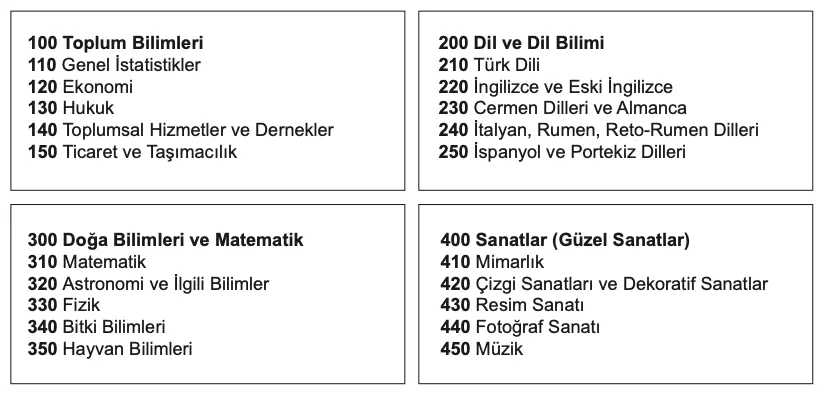 100 Toplum Bilimleri
110 Genel İstatistikler
120 Ekonomi
130 Hukuk
140 Toplumsal Hizmetler ve Dernekler
150 Ticaret ve Taşımacılık
200 Dil ve Dil Bilimi
210 Türk Dili
220 İngilizce ve Eski İngilizce
230 Cermen Dilleri ve Almanca
240 İtalyan, Rumen, Reto-Rumen Dilleri
250 İspanyol ve Portekiz Dilleri
300 Doğa Bilimleri ve Matematik
310 Matematik
320 Astronomi ve İlgili Bilimler
330 Fizik
340 Bitki Bilimleri
350 Hayvan Bilimleri
400 Sanatlar (Güzel Sanatlar)
410 Mimarlık
420 Çizgi Sanatları ve Dekoratif Sanatlar
430 Resim Sanatı
440 Fotoğraf Sanatı
450 Müzik